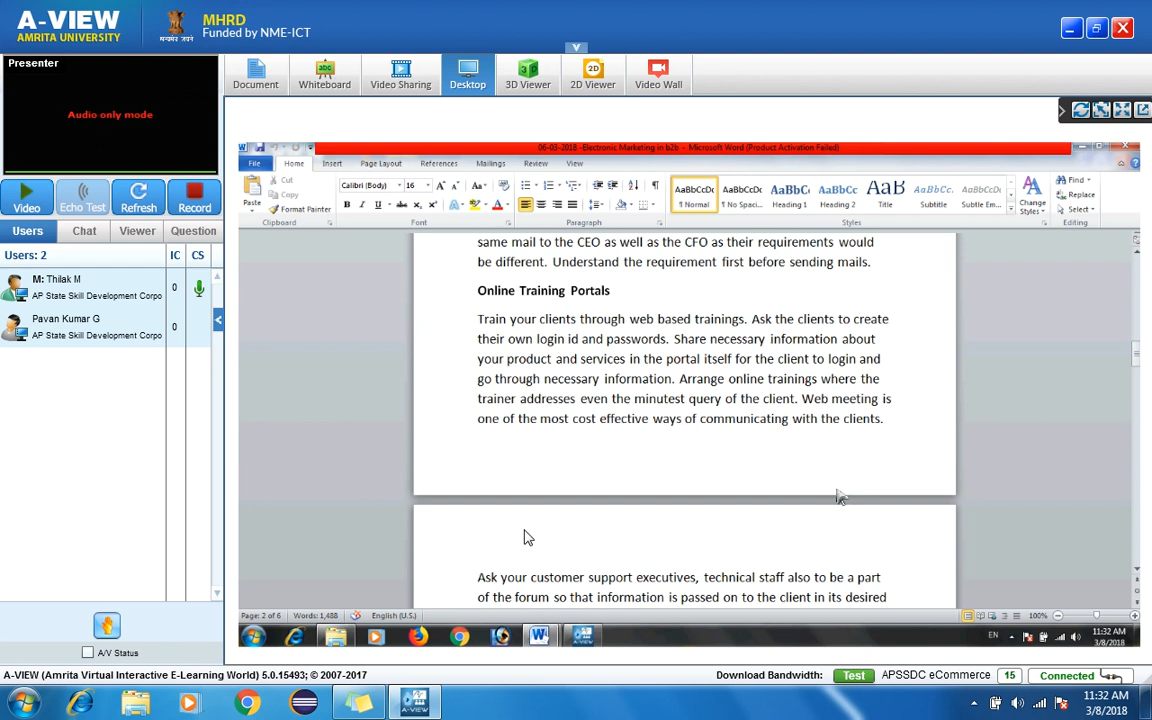 A-VIEW
AMRITA UNIVERSITY
MHRD
Funded by NME-ICT
Presenter
Audio only mode
Document
Whiteboard
Video Sharing
Desktop
3D Viewer
2D Viewer
Video Wall
Video
Echo Test
Refresh
Record
Users
Chat
Viewer
Question
Users: 2
IC
CS
M: Thilak M
AP State Skill Development Corpo
0
Pavan Kumar G
AP State Skill Development Corpo
0
A/V Status
06-03-2018 -Electronic Marketing in b2b - Microsoft Word (Product Activation Failed)
File
Home
Insert
Page Layout
References
Mailings
Review
View
Paste
Cut
Copy
Format Painter
Clipboard
Calibri (Body)
16
Font
Paragraph
AaBbCcDc
¶ Normal
AaBbCcDc
¶ No Spaci...
AaBbC
Heading 1
AaBbCc
Heading 2
AaB
Title
AaBbCc.
Subtitle
AaBbCcDc
Subtle Em...
Change
Styles
Styles
Find
Replace
Select
Editing
same mail to the CEO as well as the CFO as their requirements would
be different. Understand the requirement first before sending mails.
Online Training Portals
Train your clients through web based trainings. Ask the clients to create
their own login id and passwords. Share necessary information about
your product and services in the portal itself for the client to login and
go through necessary information. Arrange online trainings where the
trainer addresses even the minutest query of the client. Web meeting is
one of the most cost effective ways of communicating with the clients.
Ask your customer support executives, technical staff also to be a part
of the forum so that information is passed on to the client in its desired
Page: 2 of 6
Words: 1,488
English (U.S.)
100%
EN
11:32 AM
3/8/2018
A-VIEW (Amrita Virtual Interactive E-Learning World) 5.0.15493; © 2007-2017
Download Bandwidth:
Test
APSSDC eCommerce
15
Connected
11:32 AM
3/8/2018